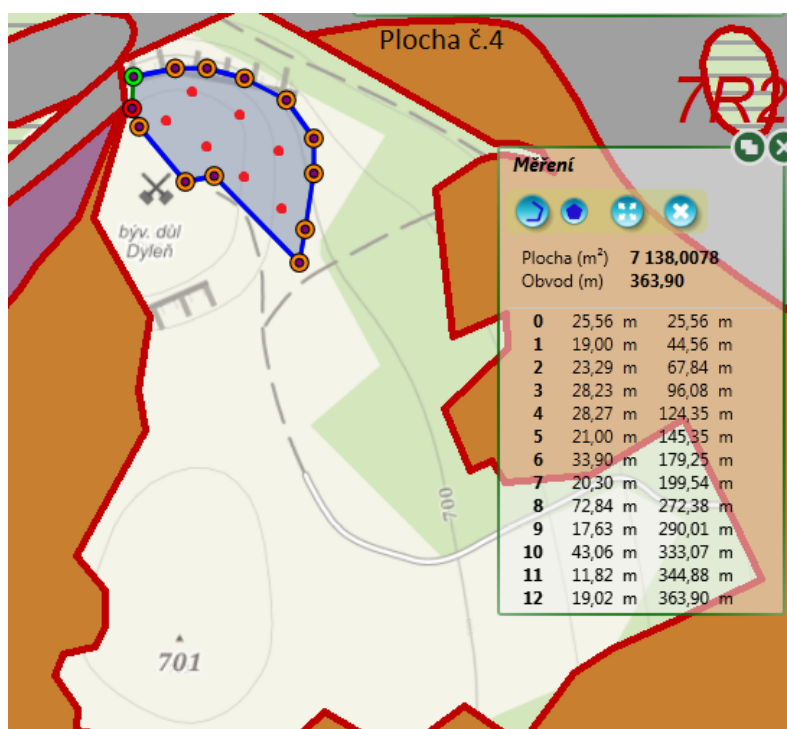 Plocha č.4
7R2
Měření
Plocha (m²) 7 138,0078
Obvod (m) 363,90
0 25,56 m 25,56 m
1 19,00 m 44,56 m
2 23,29 m 67,84 m
3 28,23 m 96,08 m
4 28,27 m 124,35 m
5 21,00 m 145,35 m
6 33,90 m 179,25 m
7 20,30 m 199,54 m
8 72,84 m 272,38 m
9 17,63 m 290,01 m
10 43,06 m 333,07 m
11 11,82 m 344,88 m
12 19,02 m 363,90 m
býv. důl
Dyleň
700
701